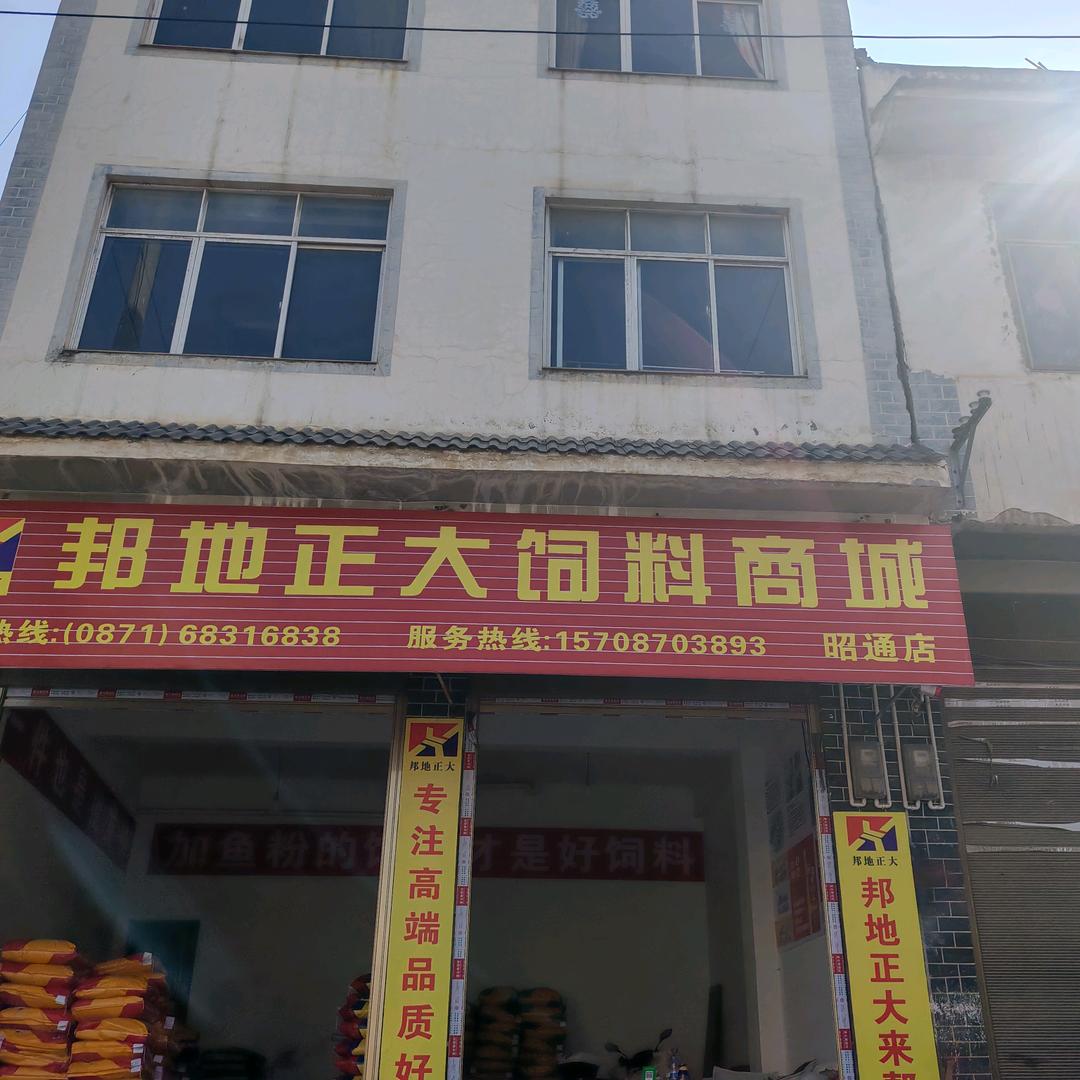 邦地正大饲料商城
热线:(0871) 68316838
服务热线:15708703893
昭通店
邦地正大
专注高端品质好
加鱼粉的饲
才是好饲料
邦地正大
邦地正大来帮